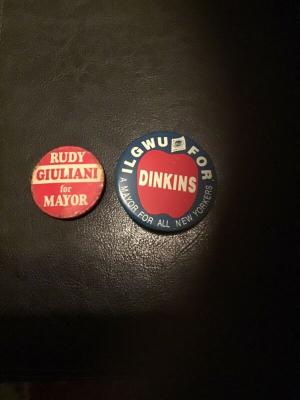 RUDY
GIULIANI
for
MAYOR
ILGWU FOR
DINKINS
A MAYOR FOR ALL NEW YORKERS